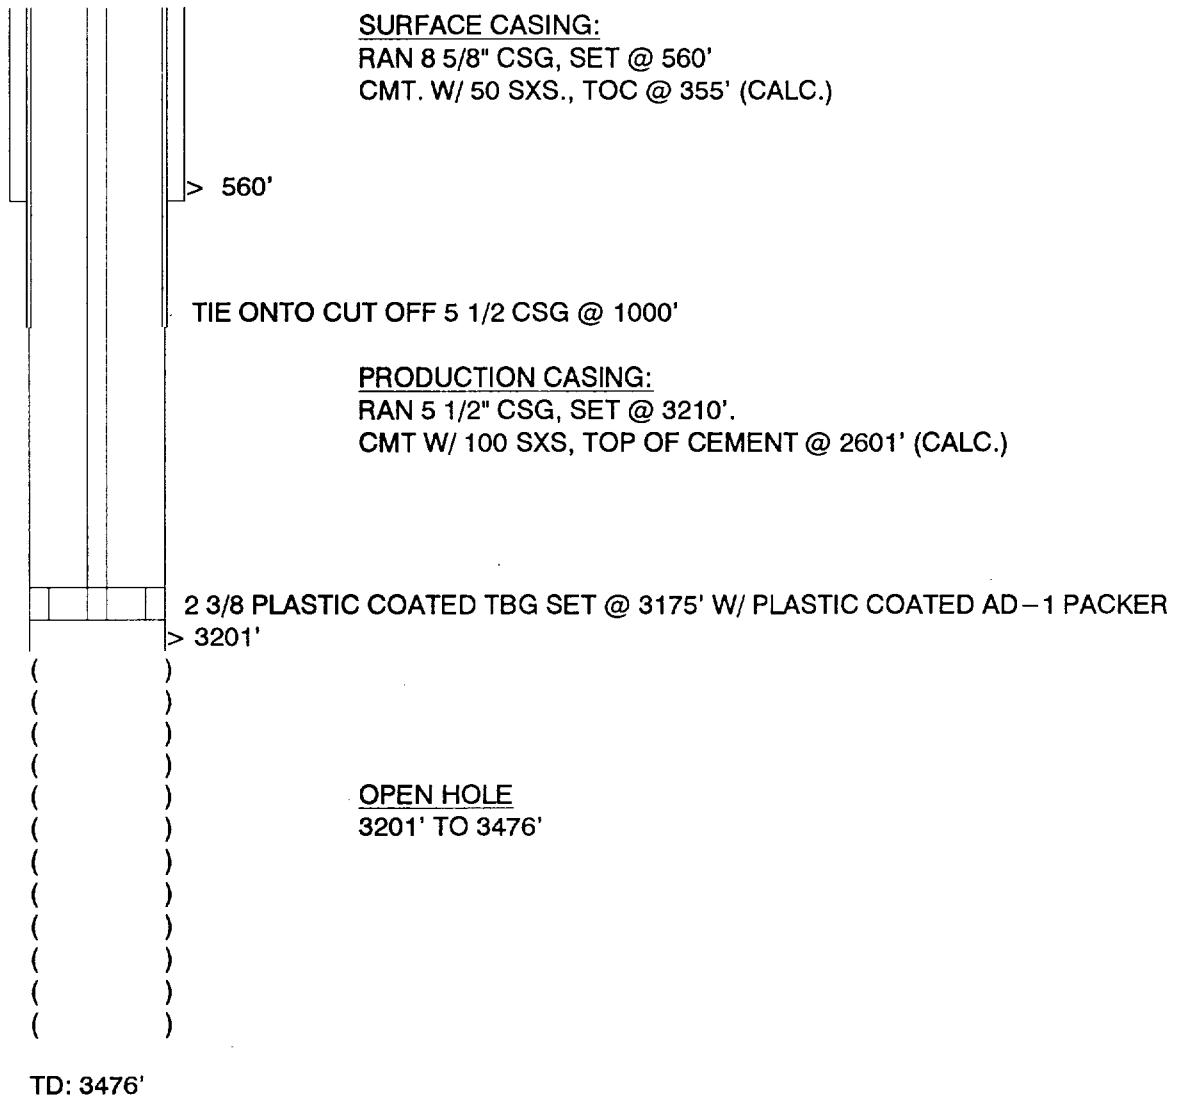 SURFACE CASING:
RAN 8 5/8" CSG, SET @ 560'
CMT. W/ 50 SXS., TOC @ 355' (CALC.)
> 560'
TIE ONTO CUT OFF 5 1/2 CSG @ 1000'
PRODUCTION CASING:
RAN 5 1/2" CSG, SET @ 3210'.
CMT W/ 100 SXS, TOP OF CEMENT @ 2601' (CALC.)
2 3/8 PLASTIC COATED TBG SET @ 3175' W/ PLASTIC COATED AD-1 PACKER
> 3201'
( )
( )
( )
( )
( )
( )
( )
( )
( )
( )
( )
( )
OPEN HOLE
3201' TO 3476'
TD: 3476'